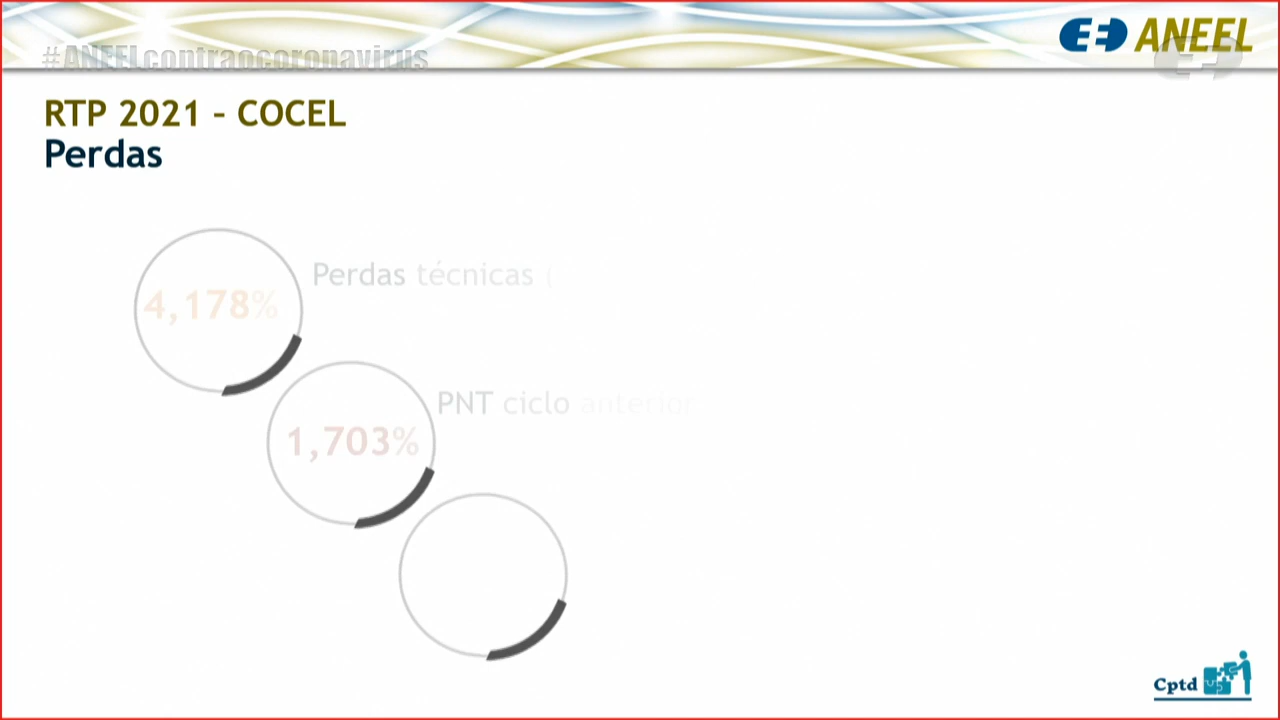 ANEEL
#ANEELcontraocoronavirus
RTP 2021 – COCEL
Perdas
4,178%
Perdas técnicas (
1,703%
PNT ciclo anterior
Cptd